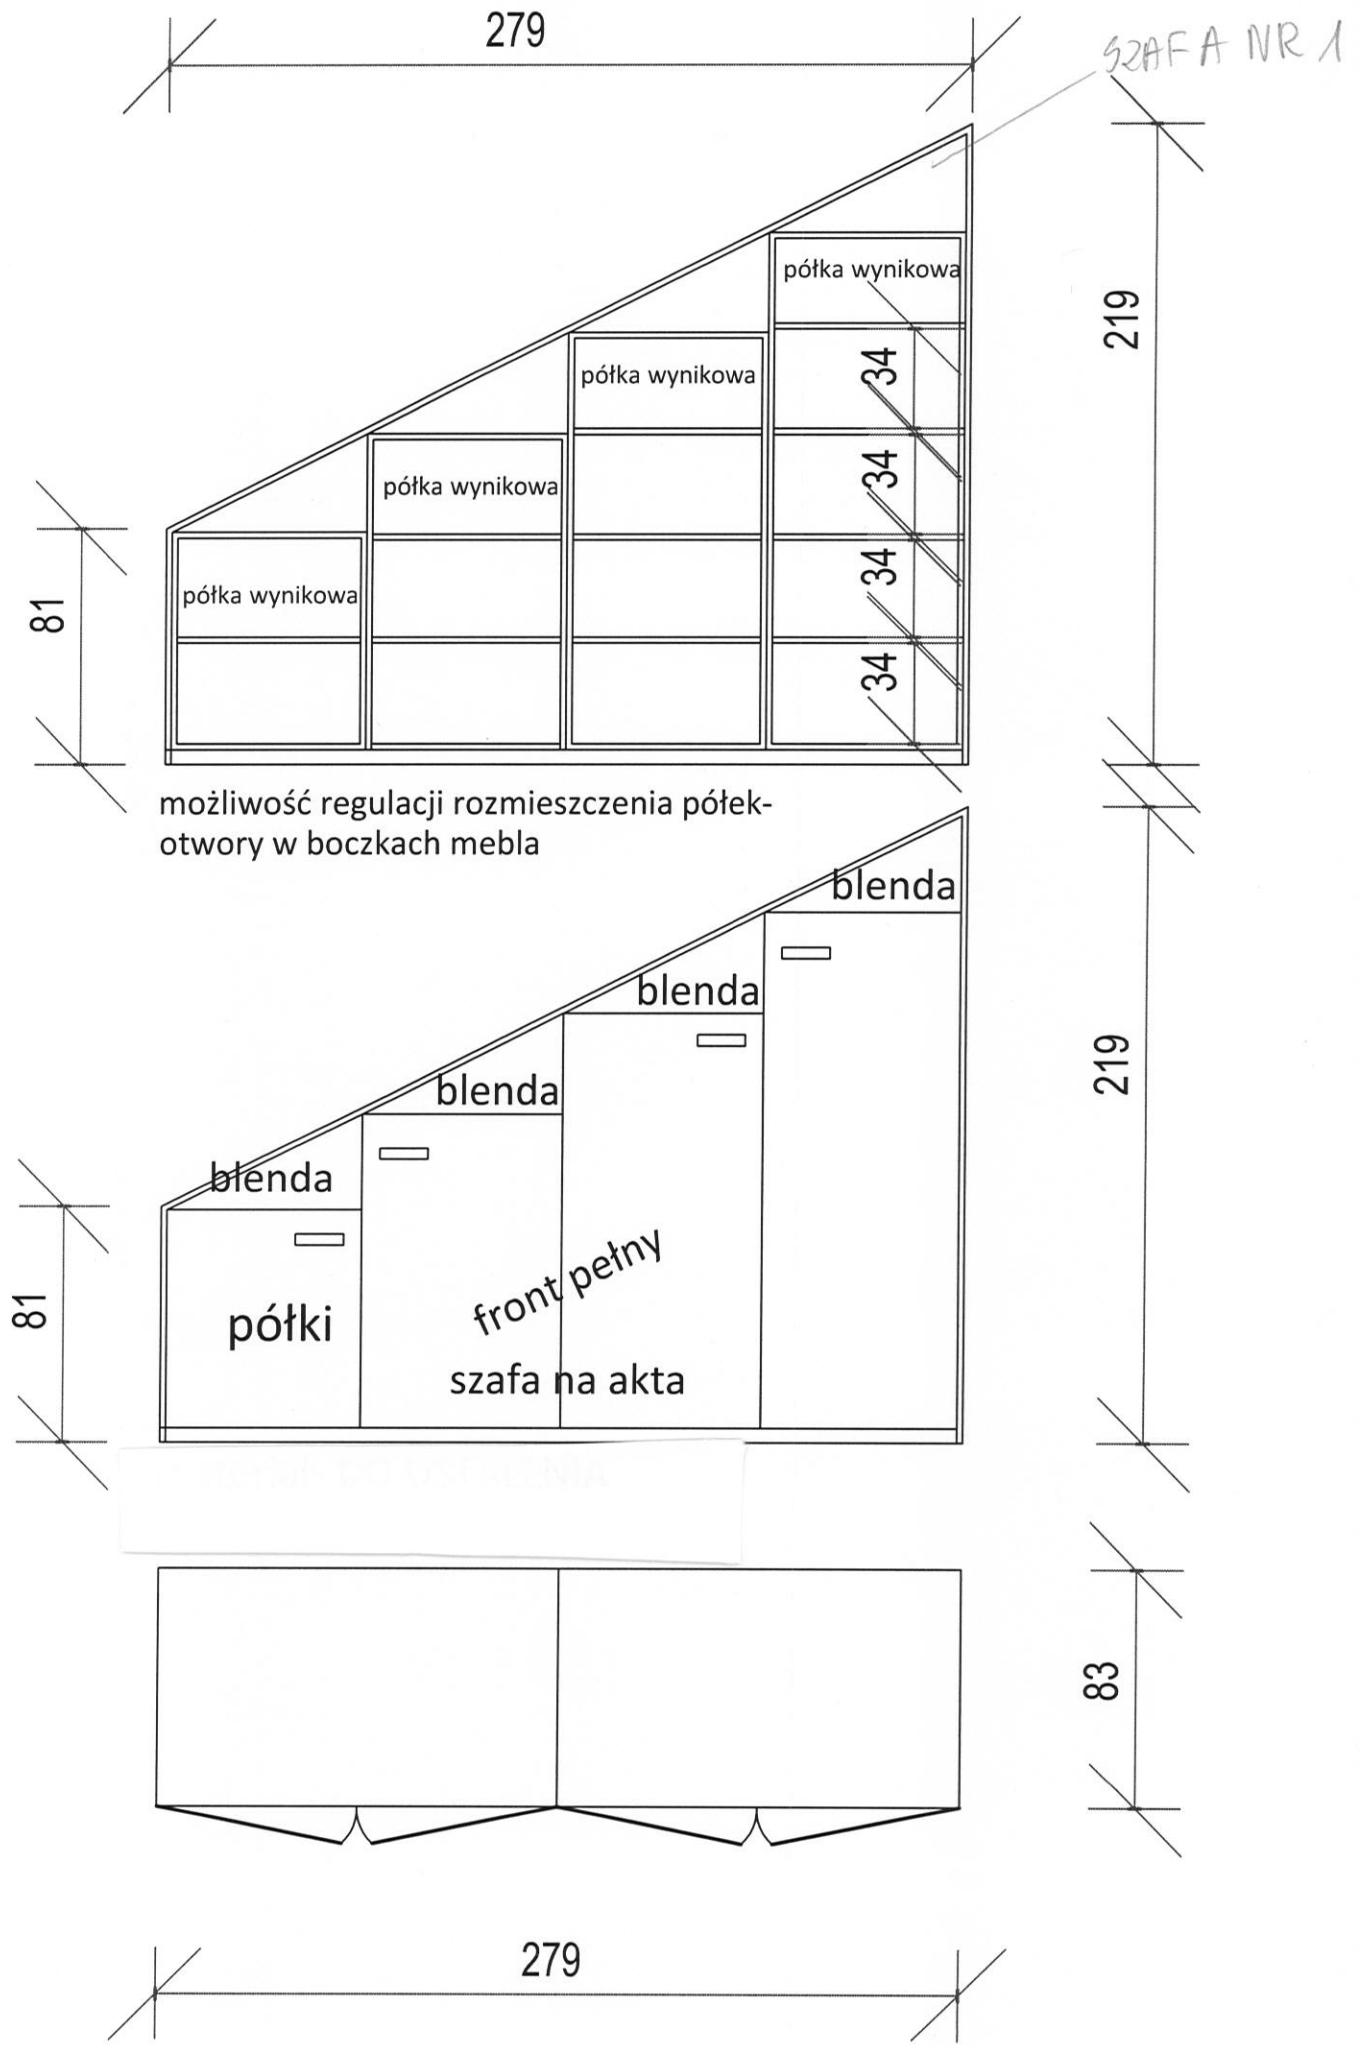 279
SZAFA NR 1
półka wynikowa
219
34
półka wynikowa
34
półka wynikowa
34
81
półka wynikowa
34
możliwość regulacji rozmieszczenia półek-
otwory w boczkach mebla
blenda
blenda
219
blenda
blenda
front pełny
81
półki
szafa na akta
83
279